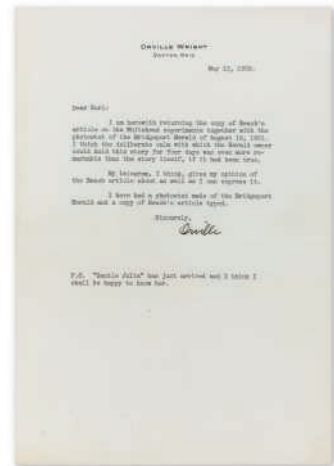 ORVILLE WRIGHT
DAYTON, OHIO
May 12,
Dear Earl:
I am herewith returning the copy of Beach's
article on the Whitehead experiments together with the
photostat of the Bridgeport Herald of August 18, 1901.
I think the deliberate calm with which the Herald owner
could hold this story for four days was even more re-
markable than the story itself, if it had been true.
My telegram, I think, gives my opinion of
the Beach article about as well as I can express it.
I have had a photostat made of the Bridgeport
Herald and a copy of Beach's article typed.
Sincerely,
Orville
P.S. "Uncle Julia" has just arrived and I think I
shall be happy to know her.